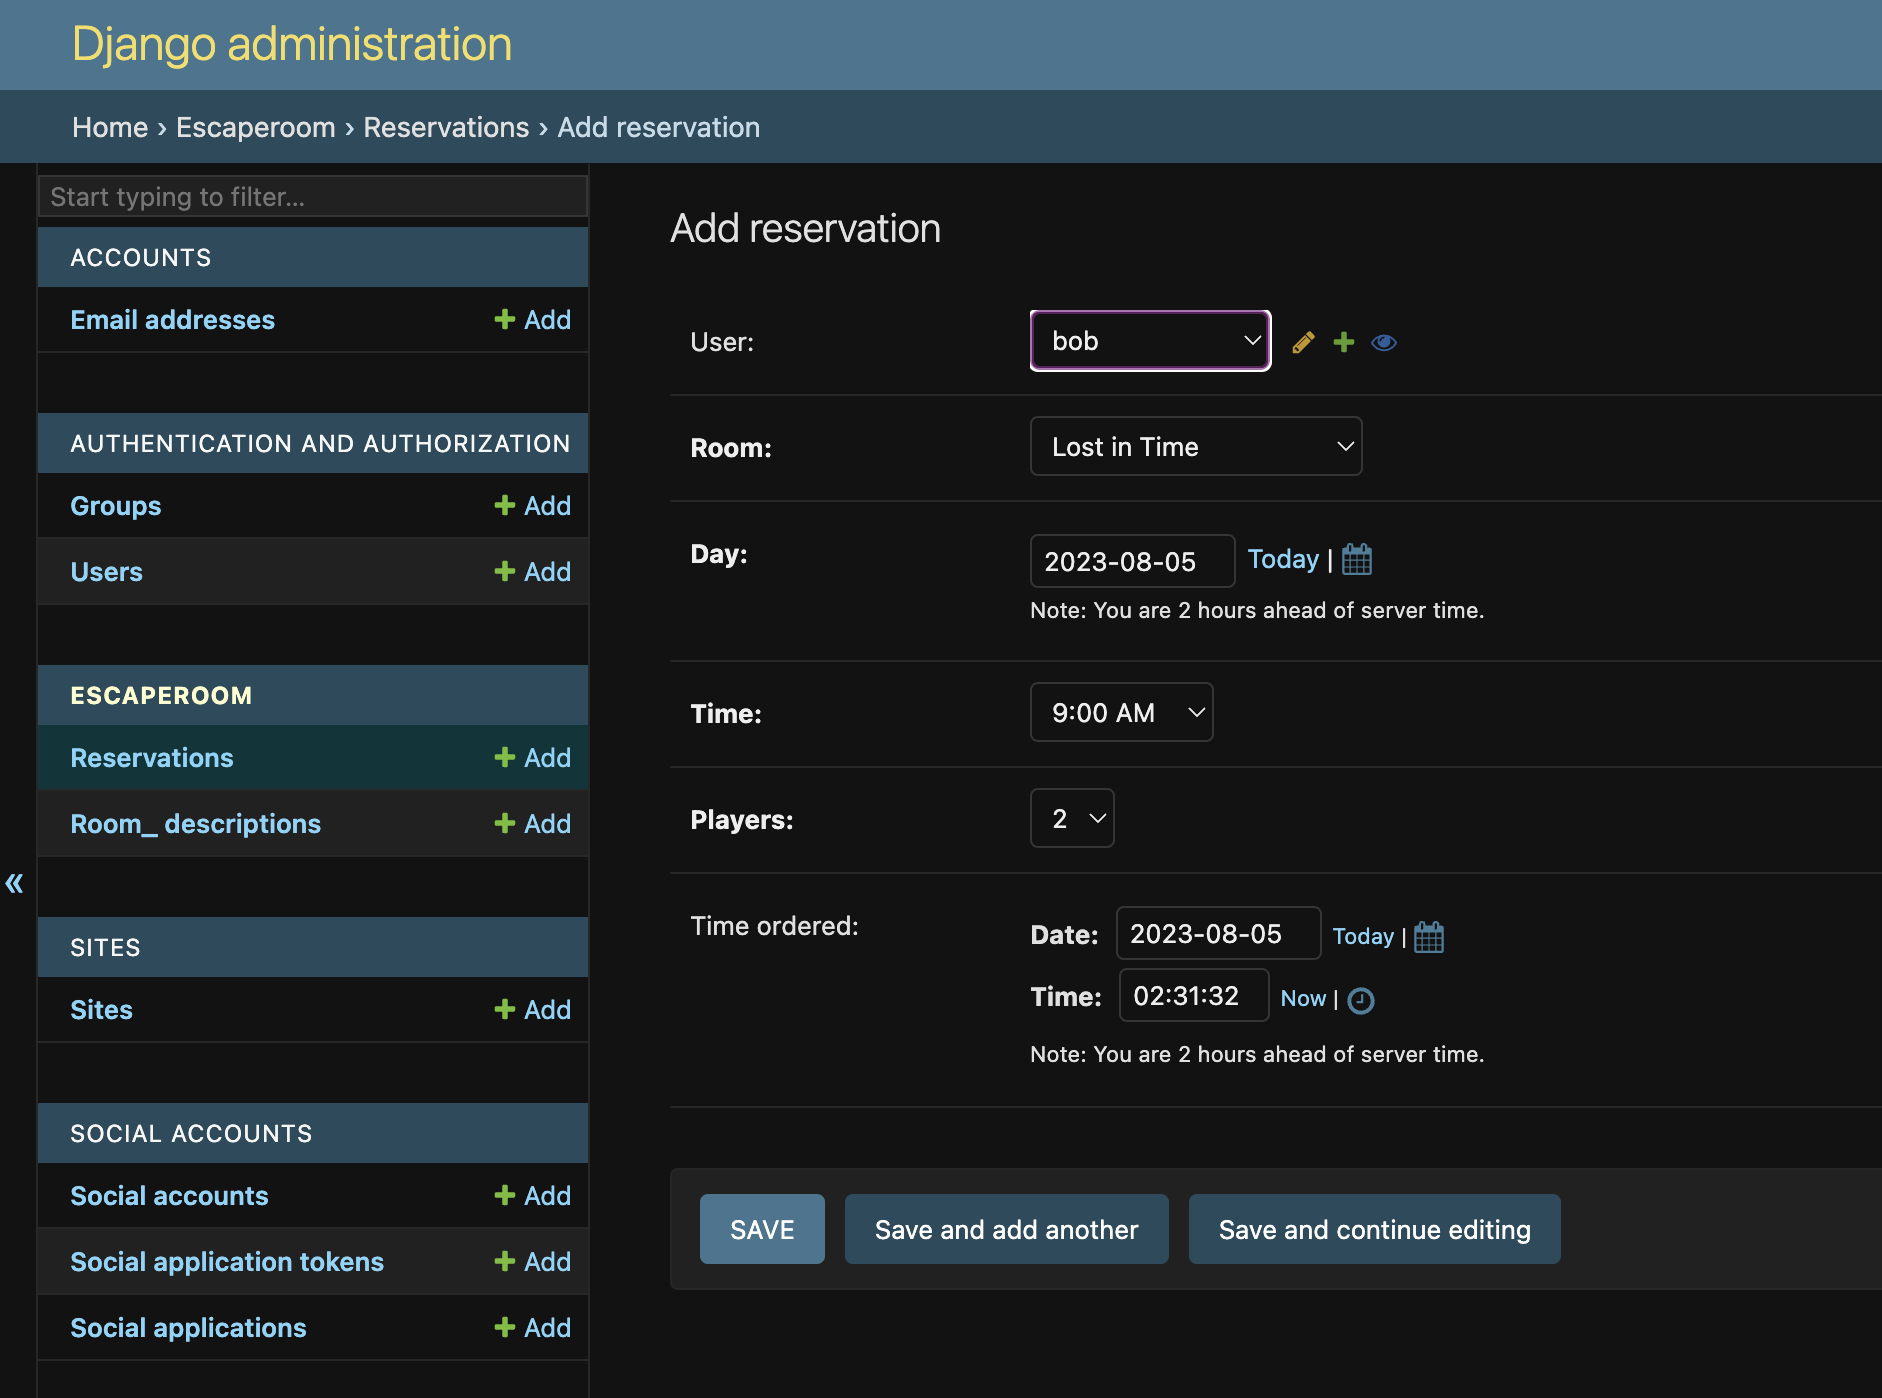 Django administration
Home › Escaperoom › Reservations › Add reservation
Start typing to filter...
ACCOUNTS
Email addresses + Add
AUTHENTICATION AND AUTHORIZATION
Groups + Add
Users + Add
ESCAPEROOM
Reservations + Add
Room_ descriptions + Add
«
SITES
Sites + Add
SOCIAL ACCOUNTS
Social accounts + Add
Social application tokens + Add
Social applications + Add
Add reservation
User: bob
Room: Lost in Time
Day: 2023-08-05 Today |
Note: You are 2 hours ahead of server time.
Time: 9:00 AM
Players: 2
Time ordered: Date: 2023-08-05 Today |
Time: 02:31:32 Now |
Note: You are 2 hours ahead of server time.
SAVE Save and add another Save and continue editing